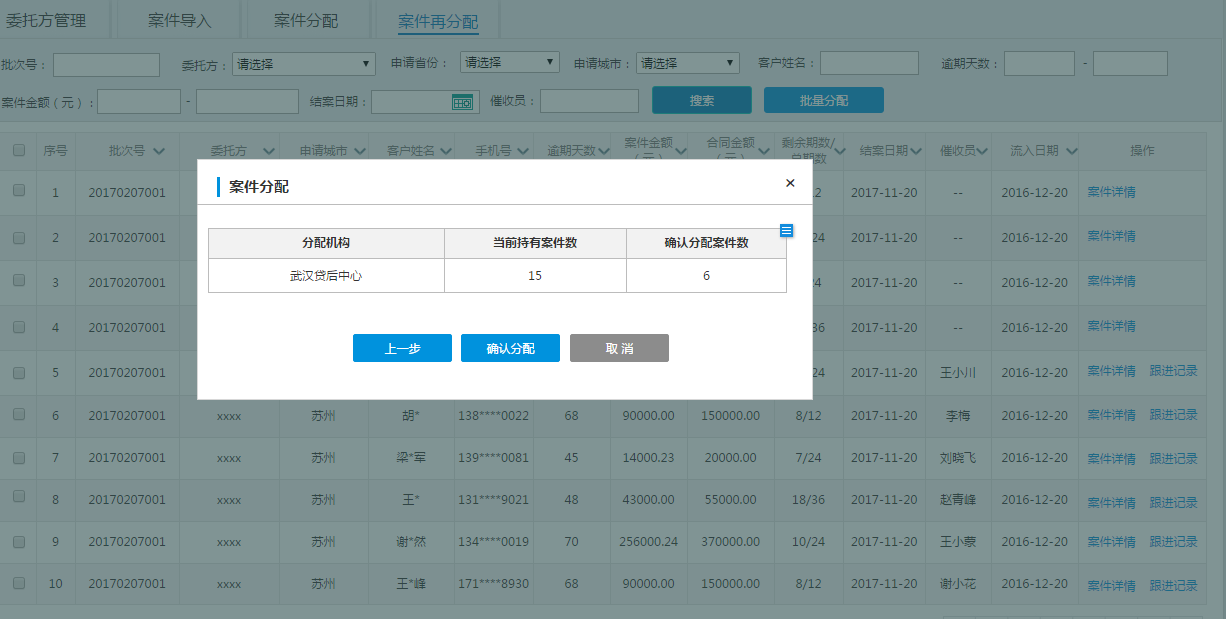 委托方管理 案件导入 案件分配 案件再分配
批次号： 委托方： 请选择 申请省份： 请选择 申请城市： 请选择 客户姓名： 逾期天数： -
案件金额（元）： - 结案日期： 催收员： 搜索 批量分配
序号 批次号 委托方 申请城市 客户姓名 手机号 逾期天数 案件金额（元） 合同金额（元） 剩余期数/总期数 结案日期 催收员 流入日期 操作
案件分配 ×
分配机构 当前持有案件数 确认分配案件数
武汉贷后中心 15 6
上一步 确认分配 取 消
1 20170207001 2017-11-20 -- 2016-12-20 案件详情
2 20170207001 24 2017-11-20 -- 2016-12-20 案件详情
3 20170207001 2017-11-20 -- 2016-12-20 案件详情
4 20170207001 36 2017-11-20 -- 2016-12-20 案件详情
5 20170207001 24 2017-11-20 王小川 2016-12-20 案件详情 跟进记录
6 20170207001 xxxx 苏州 胡* 138****0022 68 90000.00 150000.00 8/12 2017-11-20 李梅 2016-12-20 案件详情 跟进记录
7 20170207001 xxxx 苏州 梁*军 139****0081 45 14000.23 20000.00 7/24 2017-11-20 刘晓飞 2016-12-20 案件详情 跟进记录
8 20170207001 xxxx 苏州 王* 131****9021 48 43000.00 55000.00 18/36 2017-11-20 赵青峰 2016-12-20 案件详情 跟进记录
9 20170207001 xxxx 苏州 谢*然 134****0019 70 256000.24 370000.00 10/24 2017-11-20 王小蒙 2016-12-20 案件详情 跟进记录
10 20170207001 xxxx 苏州 王*峰 171****8930 68 90000.00 150000.00 8/12 2017-11-20 谢小花 2016-12-20 案件详情 跟进记录